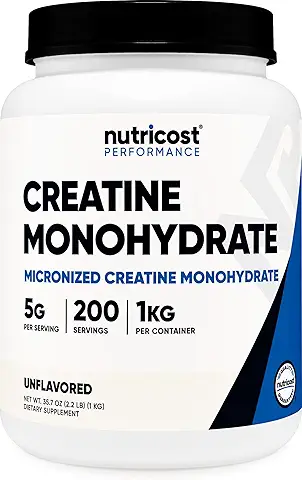 nutricost®
PERFORMANCE
CREATINE
MONOHYDRATE
MICRONIZED CREATINE MONOHYDRATE
5G PER SERVING
200 SERVINGS
1KG PER CONTAINER
UNFLAVORED
NET WT. 35.7 OZ (2.2 LB) (1 KG)
DIETARY SUPPLEMENT
nutricost